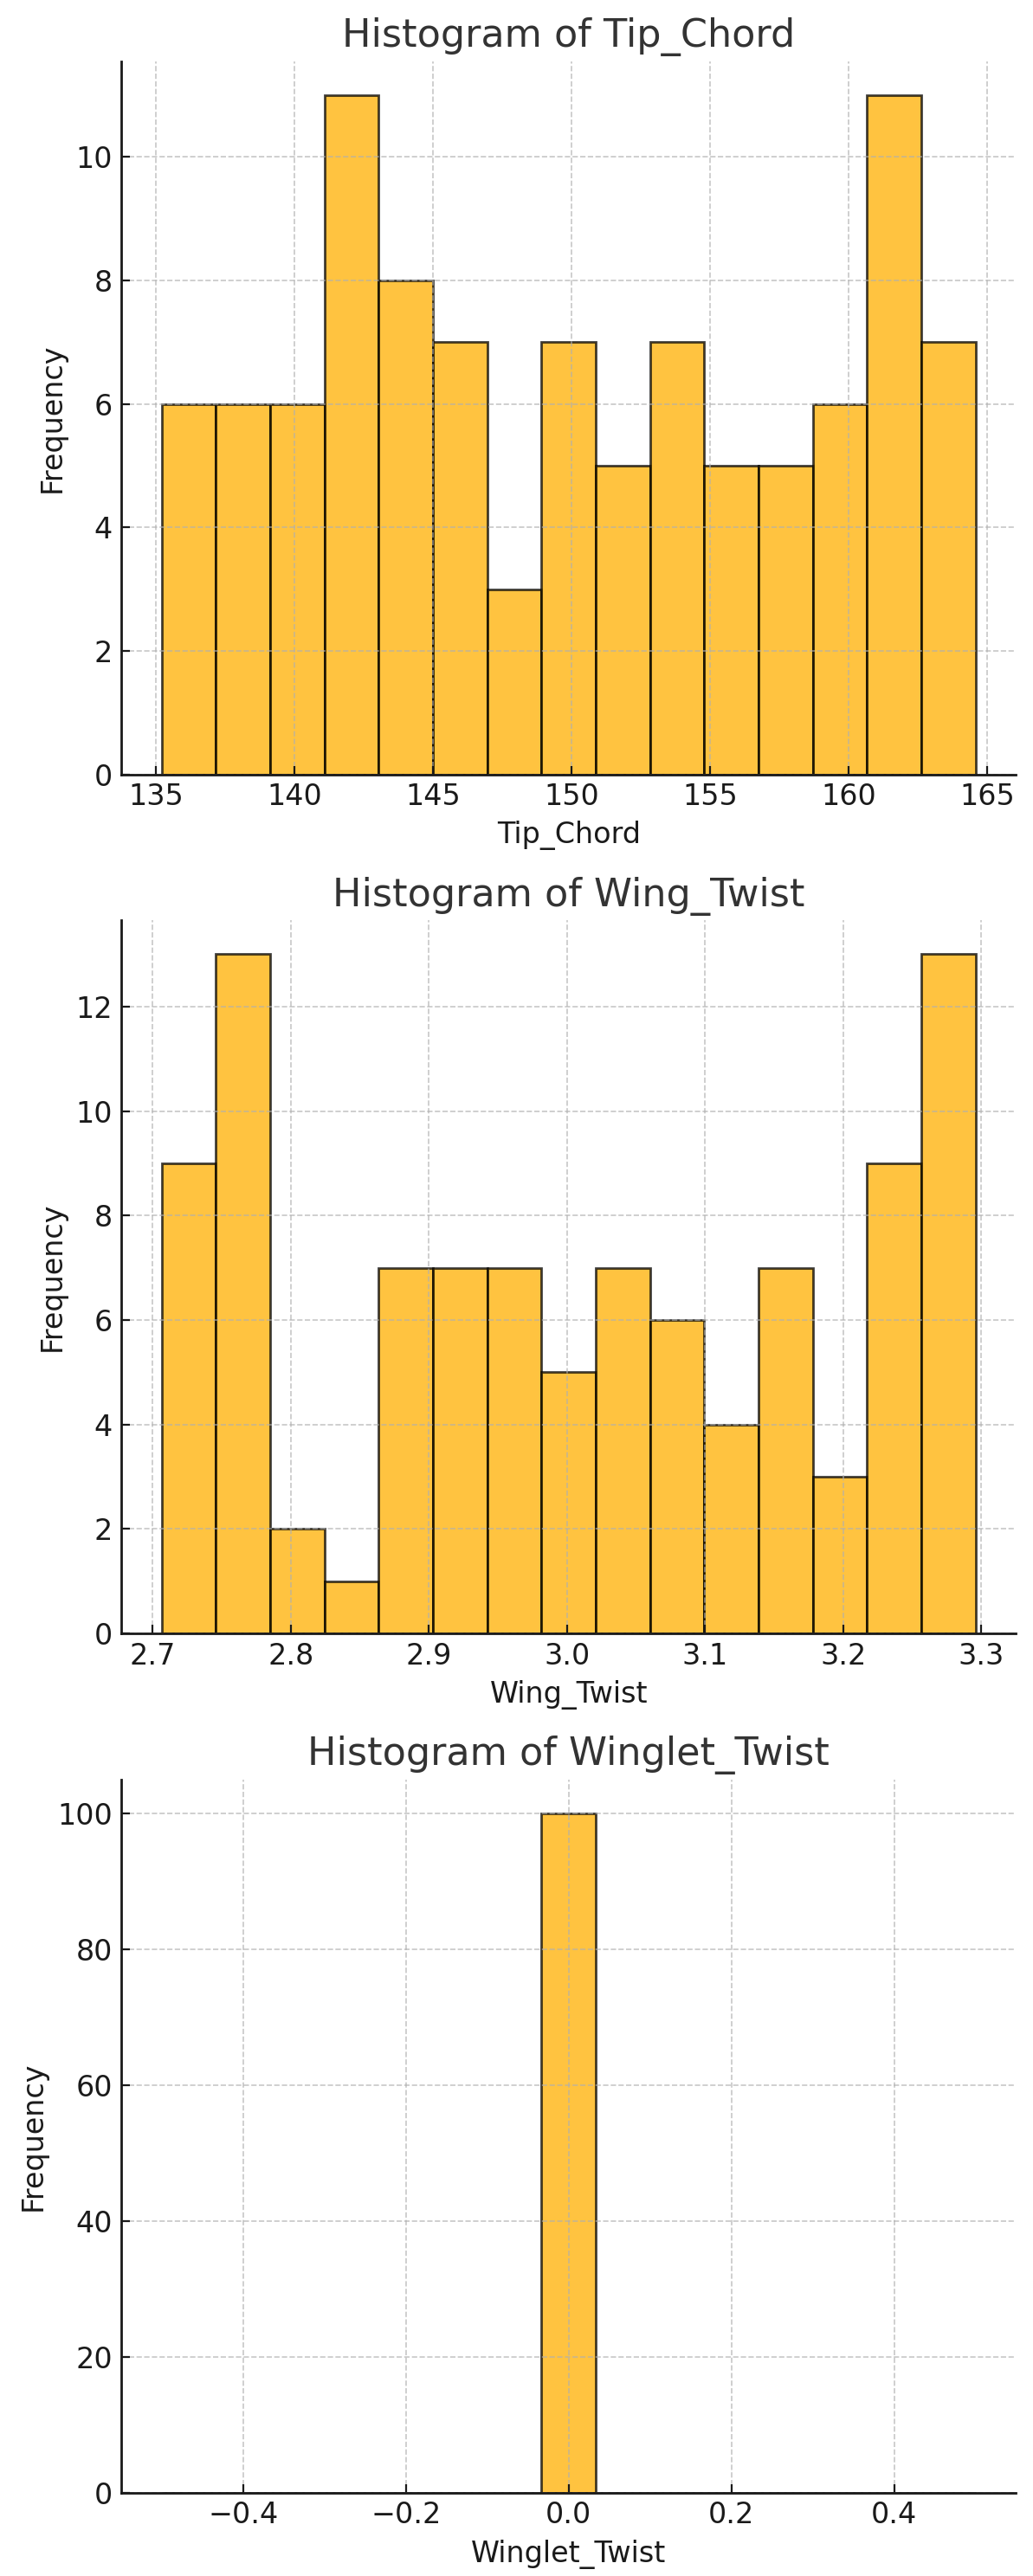 Histogram of Tip_Chord
10
8
6
4
2
0
Frequency
135 140 145 150 155 160 165
Tip_Chord
Histogram of Wing_Twist
12
10
8
6
4
2
0
Frequency
2.7 2.8 2.9 3.0 3.1 3.2 3.3
Wing_Twist
Histogram of Winglet_Twist
100
80
60
40
20
0
Frequency
−0.4 −0.2 0.0 0.2 0.4
Winglet_Twist